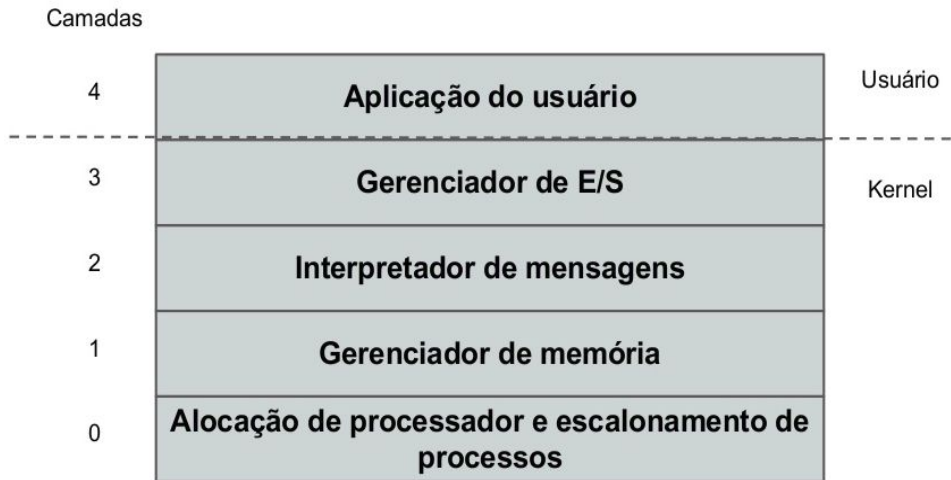 Camadas
4
Aplicação do usuário
Usuário
3
Gerenciador de E/S
Kernel
2
Interpretador de mensagens
1
Gerenciador de memória
0
Alocação de processador e escalonamento de
processos